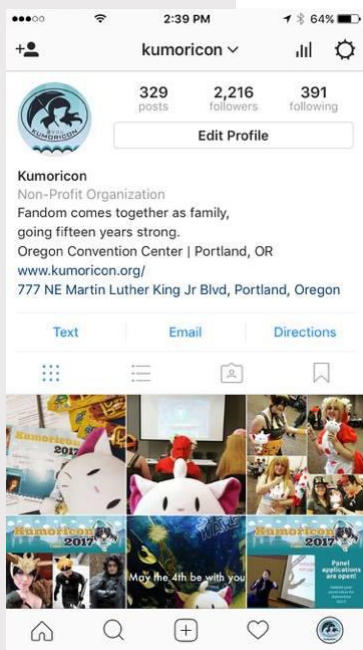 2:39 PM
64%
kumoricon
329 2,216 391
posts followers following
Edit Profile
KUMORICON
Kumoricon
Non-Profit Organization
Fandom comes together as family,
going fifteen years strong.
Oregon Convention Center | Portland, OR
www.kumoricon.org/
777 NE Martin Luther King Jr Blvd, Portland, Oregon
Text Email Directions
Kumoricon
2017
Kumoricon
2017
May the 4th be with you
Kumoricon
2017
Panel
applications
are open!